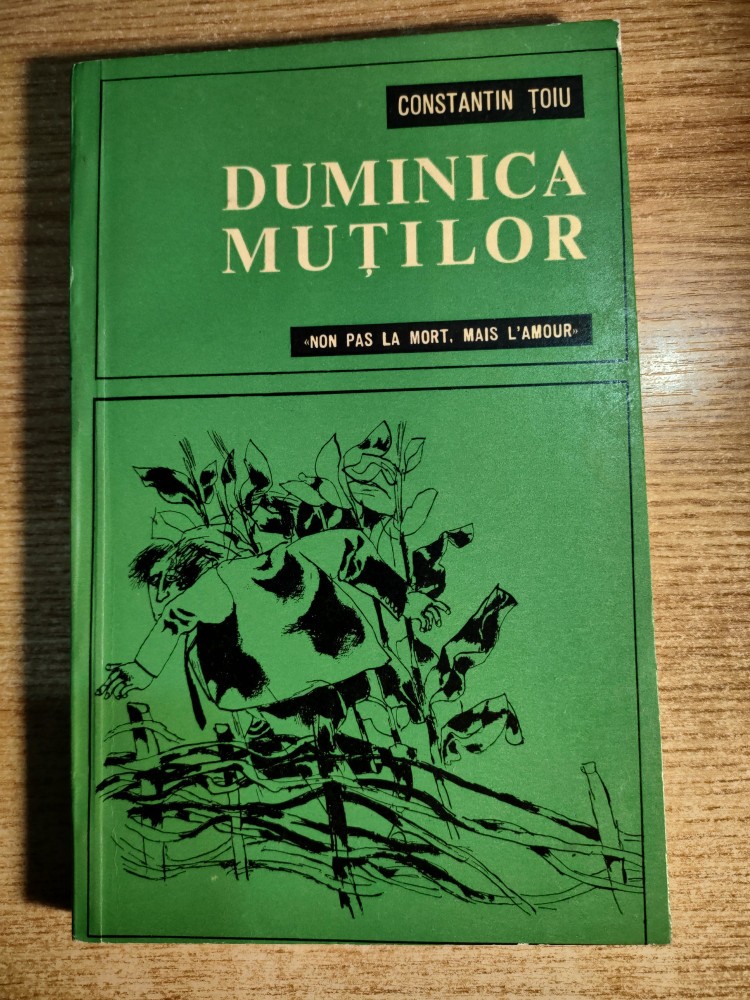 CONSTANTIN ȚOIU
DUMINICA
MUȚILOR
«NON PAS LA MORT, MAIS L'AMOUR»